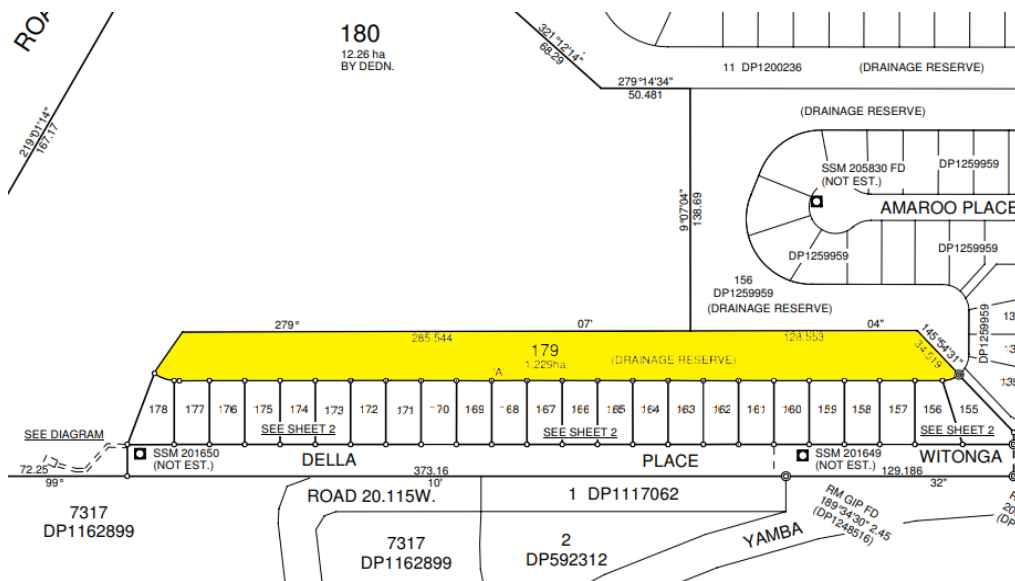 ROA
219°01'14"
167.17
180
12.26 ha
BY DEDN.
321°12'14"
68.29
279°14'34"
50.481
11 DP1200236 (DRAINAGE RESERVE)
(DRAINAGE RESERVE)
SSM 205830 FD
(NOT EST.)
DP1259959
AMAROO PLACE
DP1259959
DP1259959
9°07'04"
138.69
156
DP1259959
(DRAINAGE RESERVE)
DP1259959
13
13
139
279° 07' 04"
285.544 128.553
145°54'31"
34.519
179
'A' 1.229ha (DRAINAGE RESERVE)
178 177 176 175 174 173 172 171 170 169 168 167 166 165 164 163 162 161 160 159 158 157 156 155
SEE SHEET 2 SEE SHEET 2 SEE SHEET 2
SEE DIAGRAM
SSM 201650
(NOT EST.)
SSM 201649
(NOT EST.)
DELLA PLACE WITONGA
72.25 373.16 129.186
99° 10' 32"
ROAD 20.115W.
1 DP1117062
7317
DP1162899
7317
DP1162899
2
DP592312
YAMBA
RM GIP FD
189°34'30" 2.45
(DP1248516)
R
20
(DP